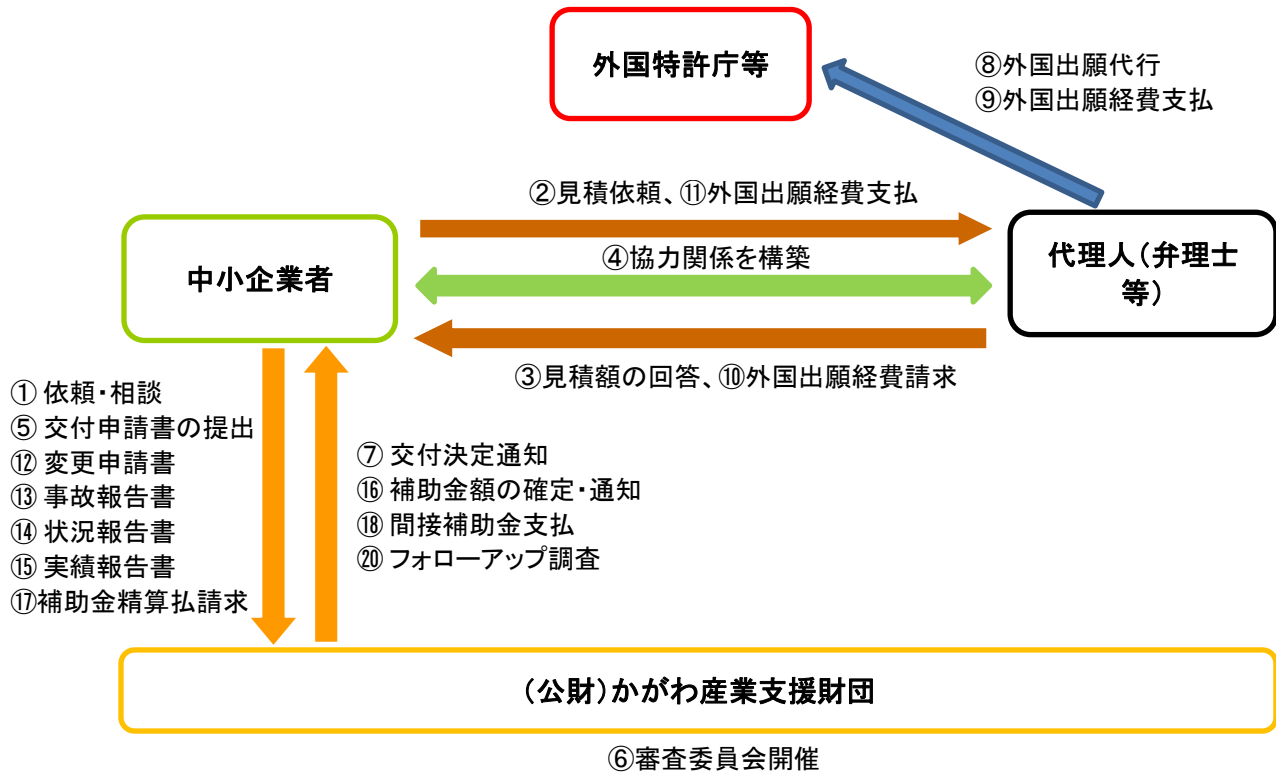 外国特許庁等
⑧外国出願代行
⑨外国出願経費支払
②見積依頼、⑪外国出願経費支払
中小企業者
④協力関係を構築
代理人(弁理士
等)
③見積額の回答、⑩外国出願経費請求
① 依頼・相談
⑤ 交付申請書の提出
⑫ 変更申請書
⑬ 事故報告書
⑭ 状況報告書
⑮ 実績報告書
⑰補助金精算払請求
⑦ 交付決定通知
⑯ 補助金額の確定・通知
⑱ 間接補助金支払
⑳ フォローアップ調査
(公財)かがわ産業支援財団
⑥審査委員会開催